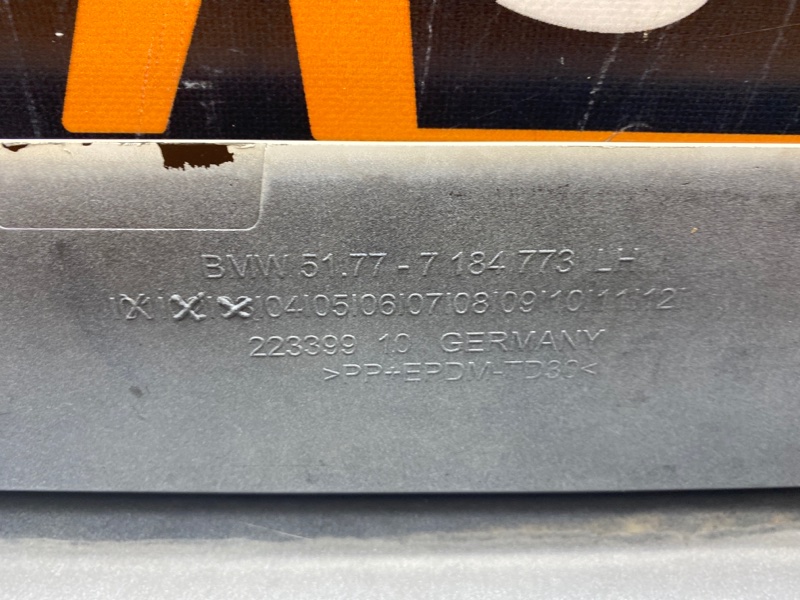 BMW 51.77 - 7 184 773 LH
04|05|06|07|08|09|10|11|12
223399 10 GERMANY
>PP+EPDM-TD30<